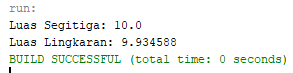 run:
Luas Segitiga: 10.0
Luas Lingkaran: 9.934588
BUILD SUCCESSFUL (total time: 0 seconds)